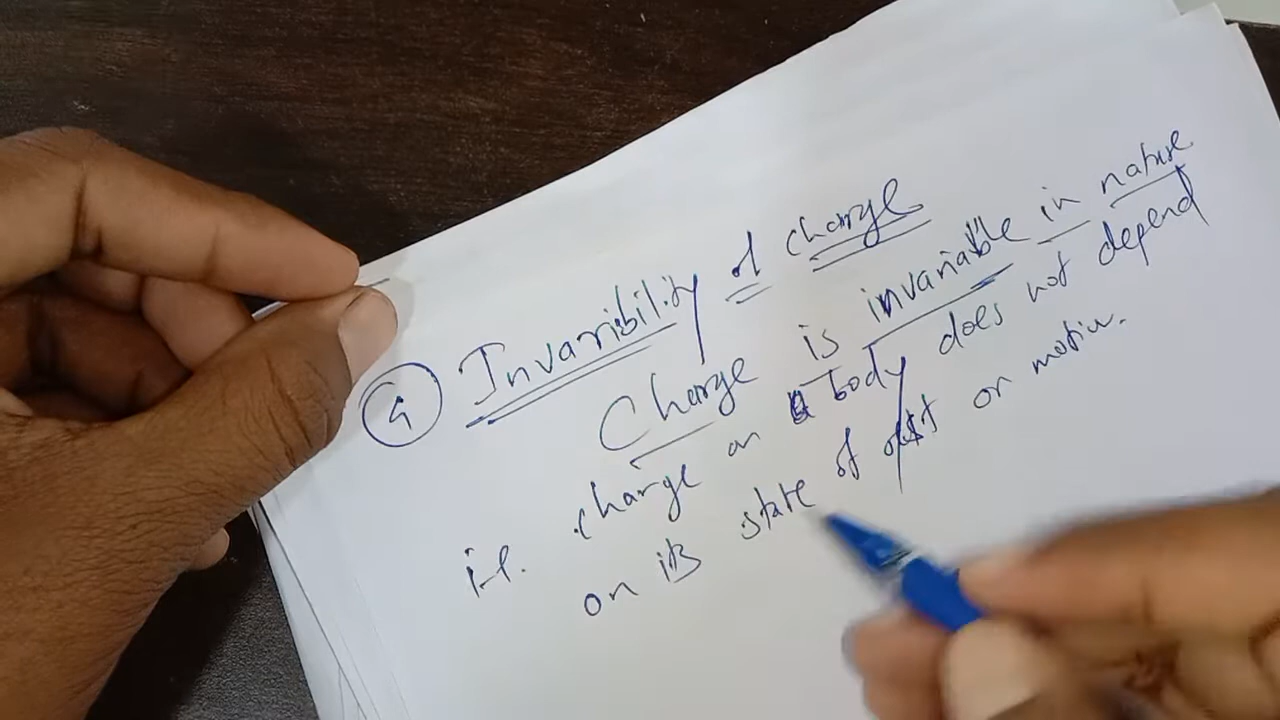 4 Invaribility of charge
Charge is invariable in nature
i.e. charge on a body does not depend
on its state of rest or motion.